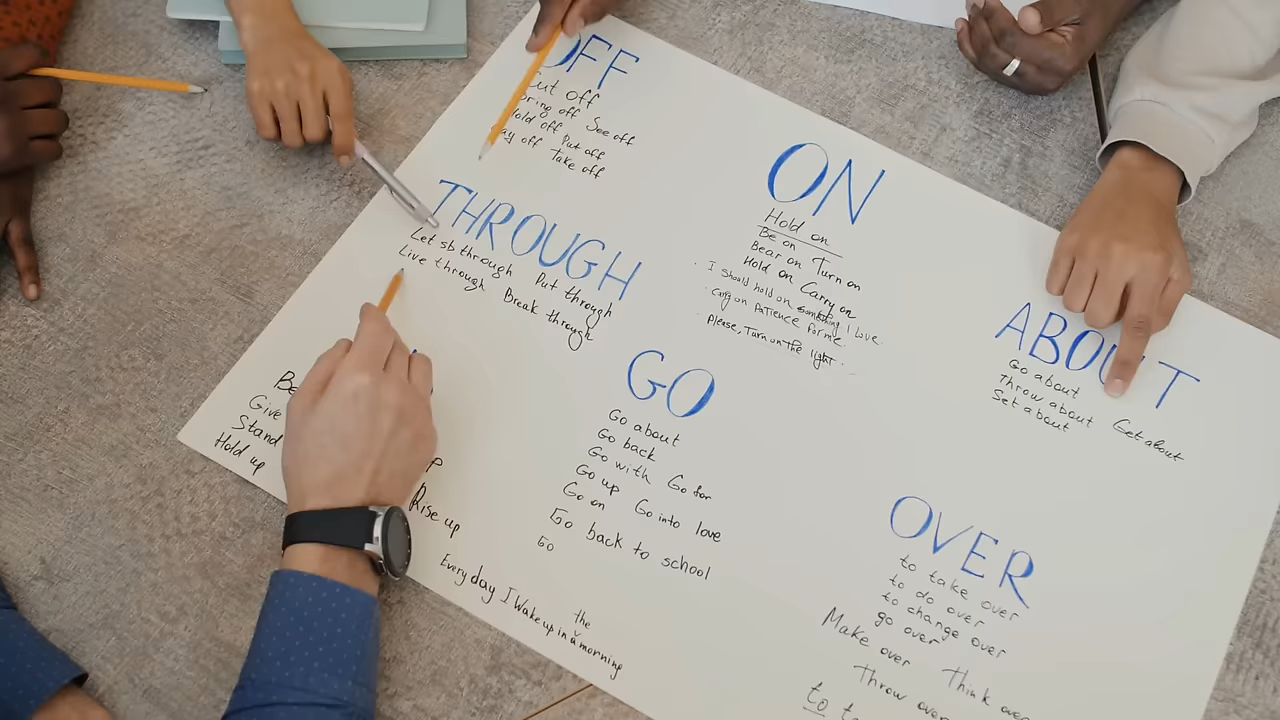 OFF
Cut off
off See off
Hold off Put off
off Take off
THROUGH
Let sb through Put through
Live through Break through
ON
Hold on
Be on
Bear on Turn on
Hold on Carry on
I should hold on something I love.
Carry on Patience for me.
Please, Turn on the light.
ABOUT
Go about
Throw about Get about
Set about
GO
Go about
Go back
Go with Go for
Go up Go into love
Go on
Go back to school
Go
Be
Give
Stand
Hold up
Rise up
Every day I Wake up in a the morning
OVER
to take over
to do over
to change over
go over
Make over Think over
Throw over
to